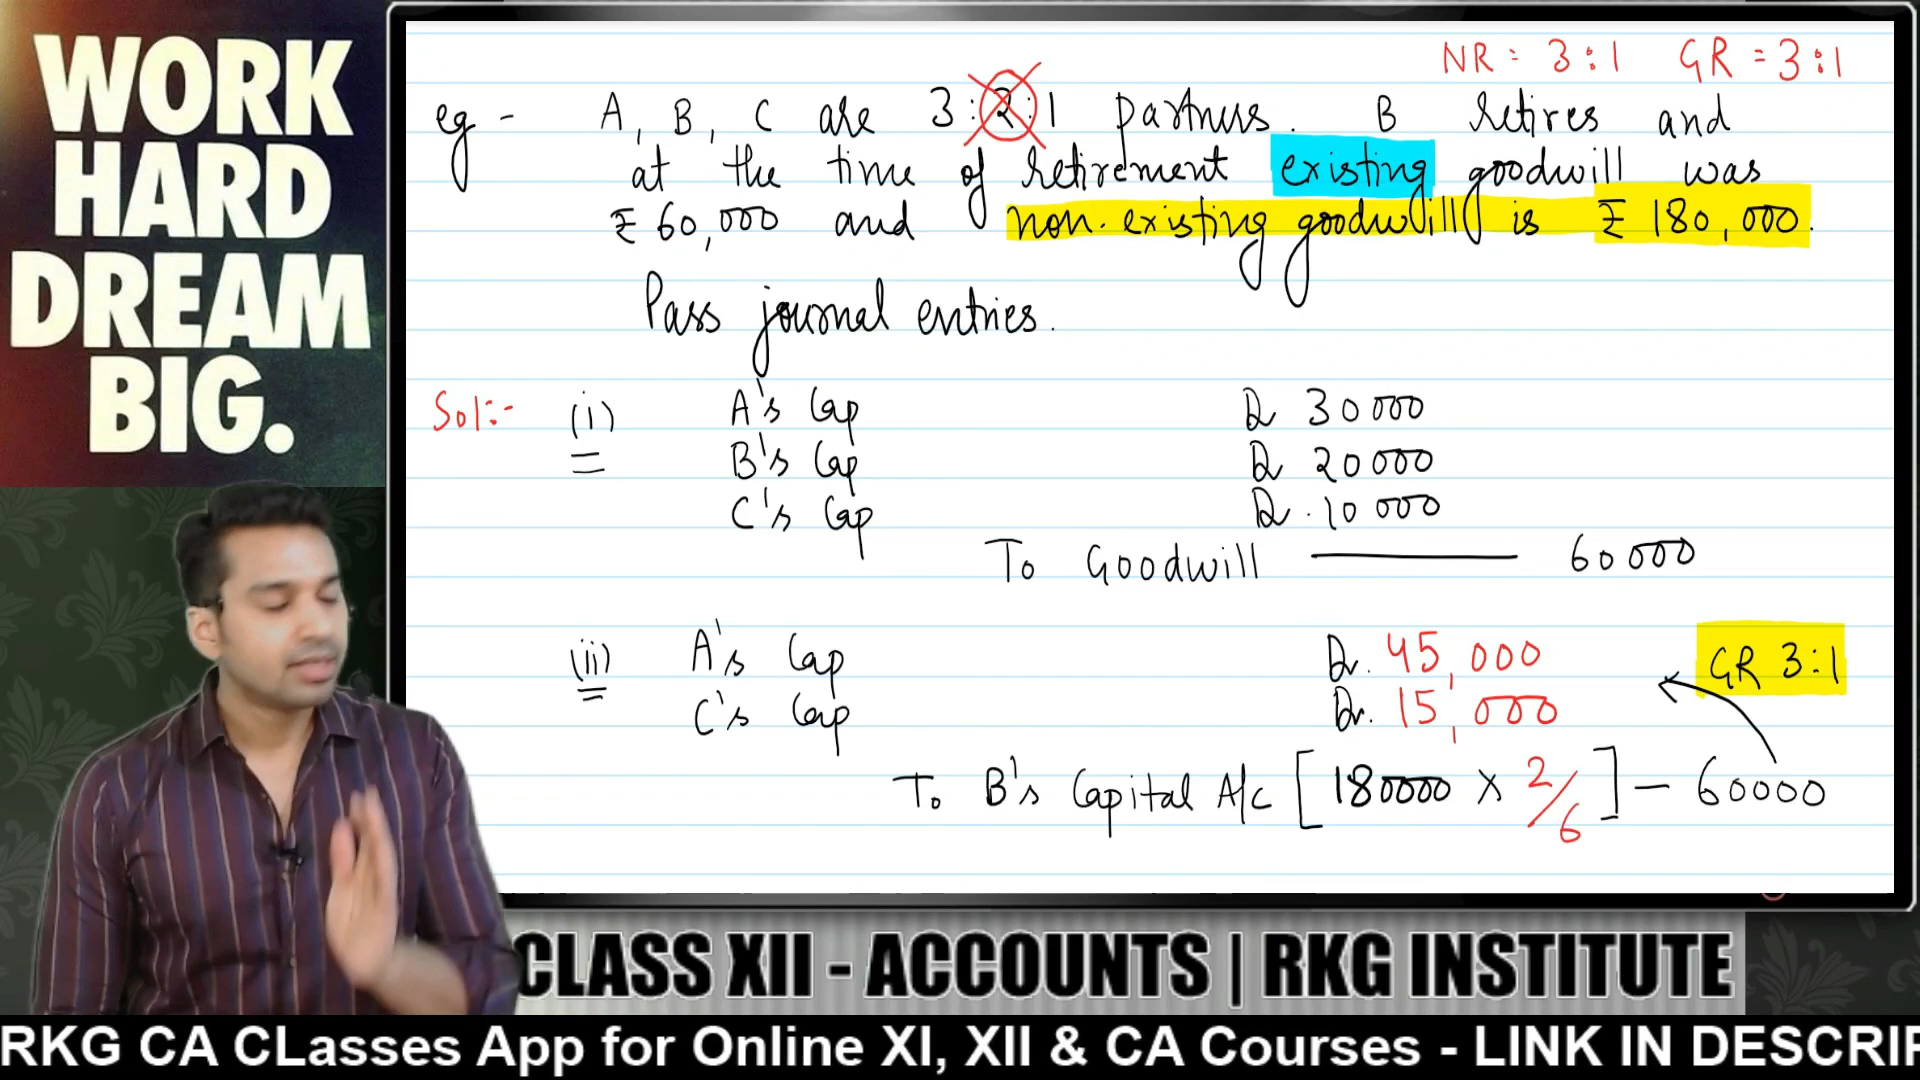 WORK
HARD
DREAM
BIG.
NR = 3:1 GR = 3:1
eg - A, B, C are 3:2:1 partners. B retires and
at the time of retirement existing goodwill was
₹ 60,000 and non-existing goodwill is ₹ 180,000.
Pass journal entries.
Sol:- (i) A's Cap Dr 30000
B's Cap Dr 20000
C's Cap Dr. 10000
To Goodwill 60000
(ii) A's Cap Dr. 45,000 GR 3:1
C's Cap Dr. 15,000
To B's Capital A/c [180000 x 2/6] - 60000
CLASS XII - ACCOUNTS | RKG INSTITUTE
RKG CA CLasses App for Online XI, XII & CA Courses - LINK IN DESCRIP